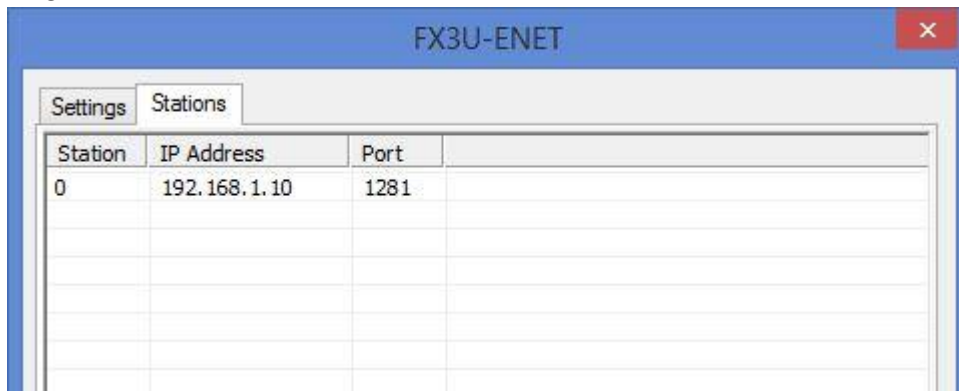 FX3U-ENET
Settings Stations
Station IP Address Port
0 192.168.1.10 1281